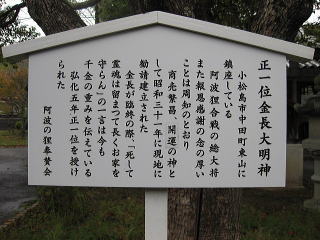 正一位金長大明神
小松島市中田町東山に
鎮座している
阿波狸合戦の総大将
また報恩感謝の念の厚い
ことは周知のとおり
商売繁昌、開運の神と
して昭和三十一年に現地に
勧請建立された
金長が臨終の際、「死して
霊魂は留まつて長くお家を
守らん」の一言は今も
千金の重みを伝えている
弘化五年正一位を授け
られた
阿波の狸奉賛会